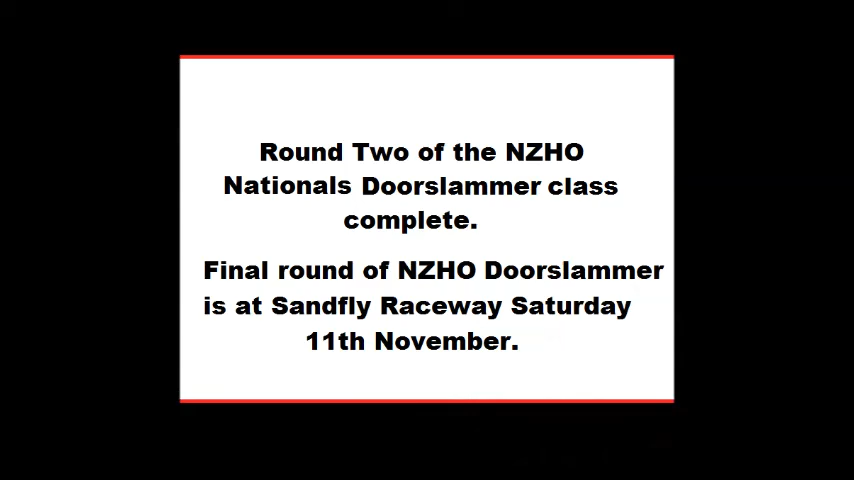 Round Two of the NZHO
Nationals Doorslammer class
complete.
Final round of NZHO Doorslammer
is at Sandfly Raceway Saturday
11th November.